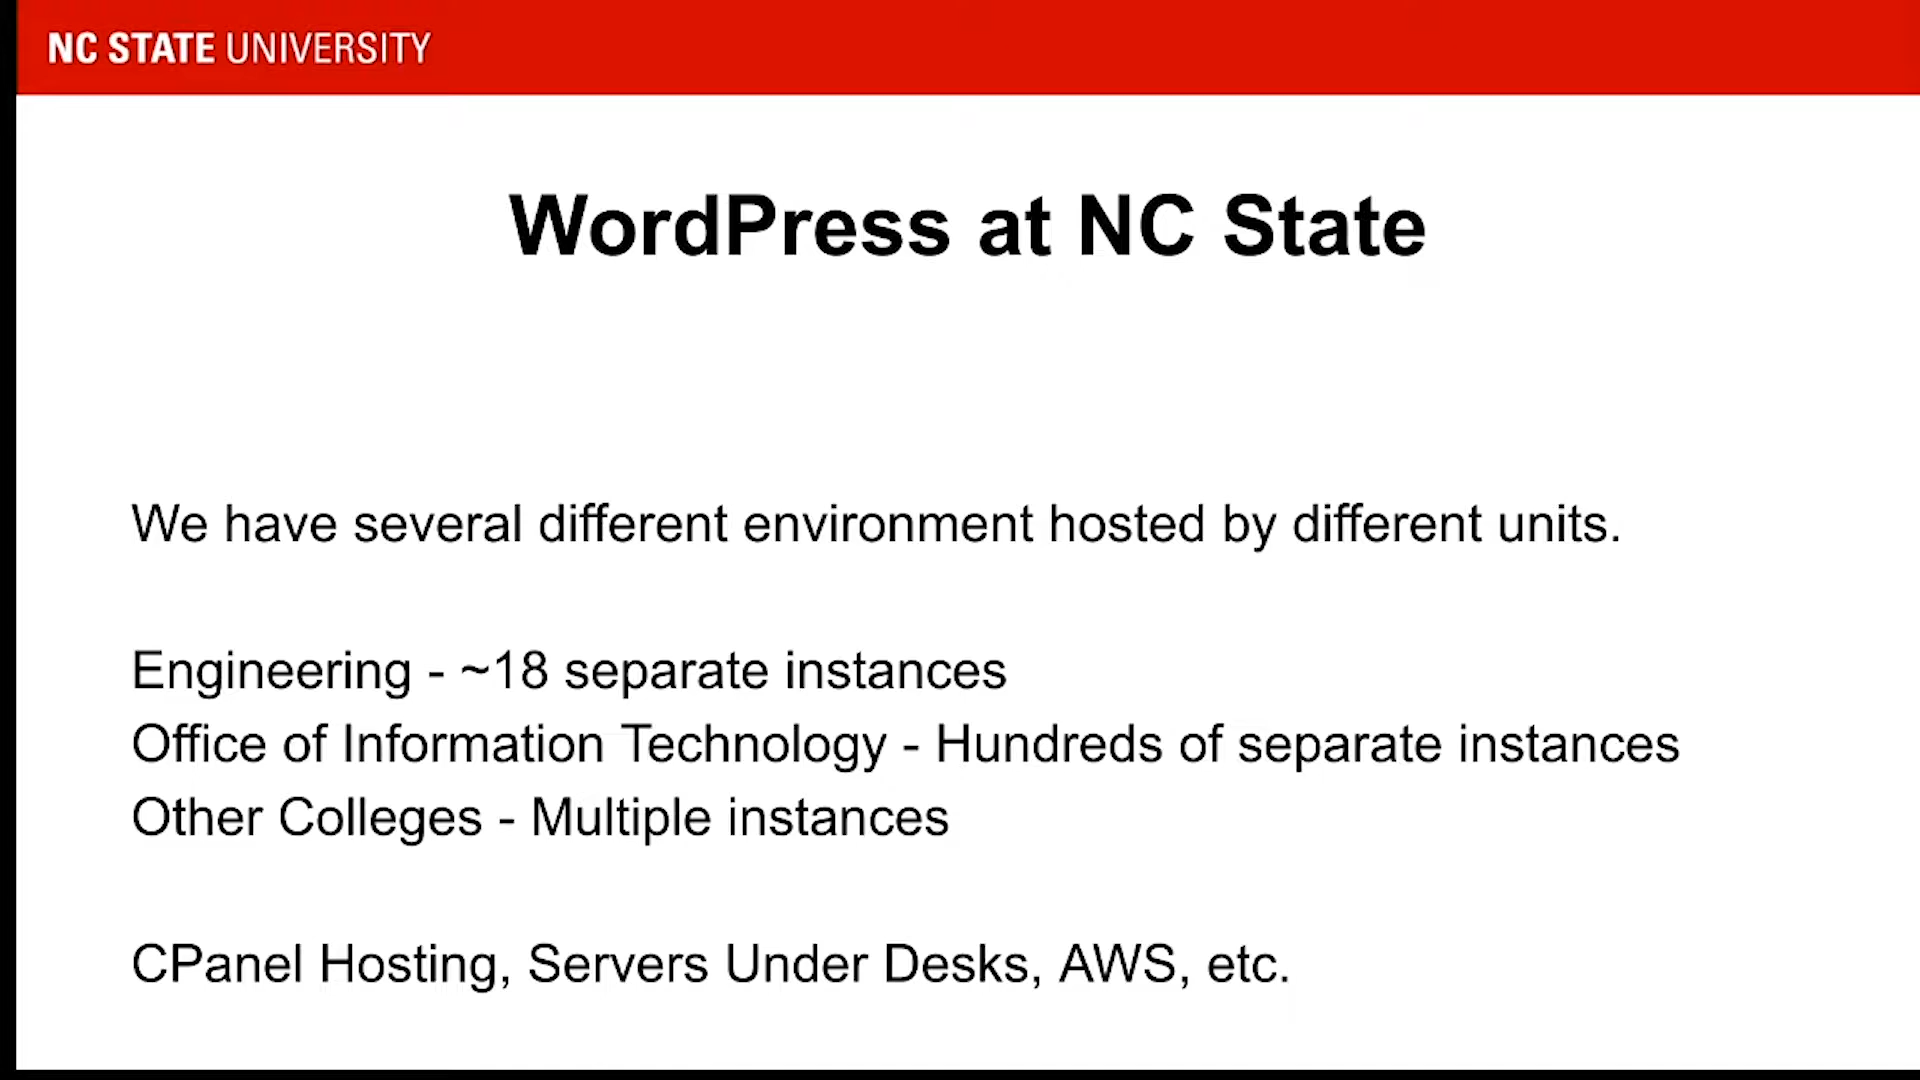 NC STATE UNIVERSITY
WordPress at NC State
We have several different environment hosted by different units.
Engineering - ~18 separate instances
Office of Information Technology - Hundreds of separate instances
Other Colleges - Multiple instances
CPanel Hosting, Servers Under Desks, AWS, etc.